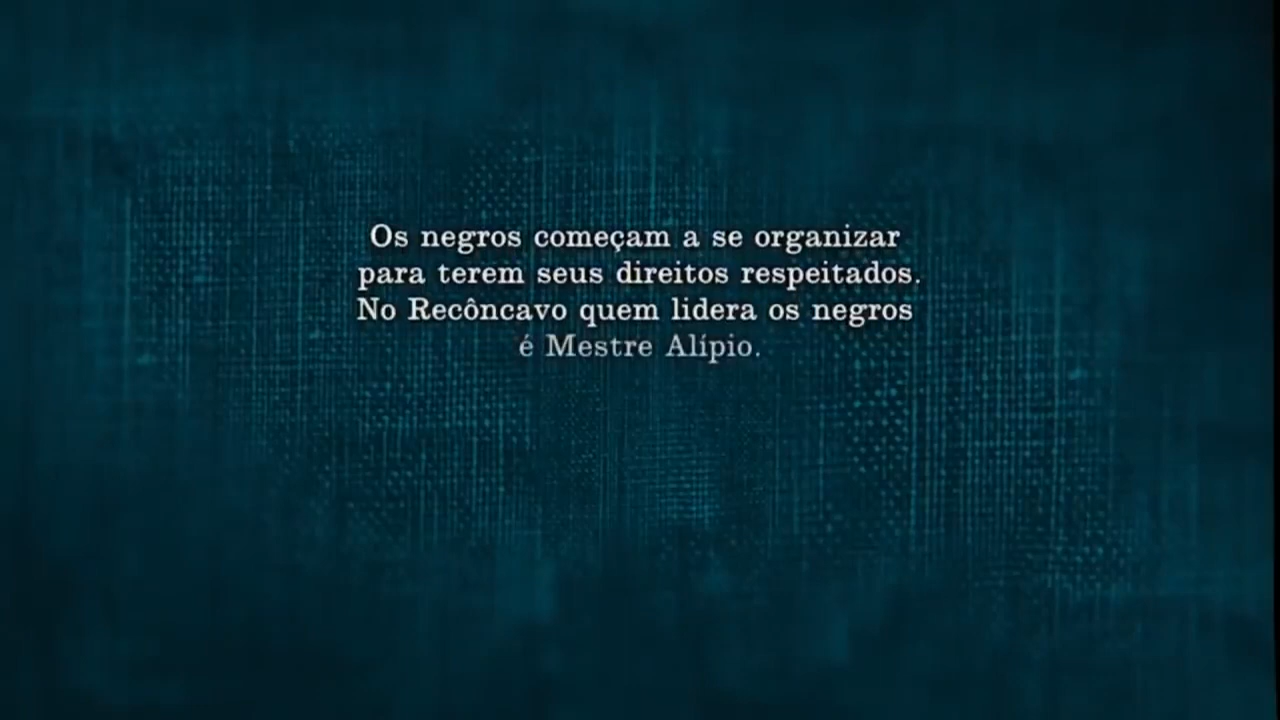 Os negros começam a se organizar
para terem seus direitos respeitados.
No Recôncavo quem lidera os negros
é Mestre Alípio.